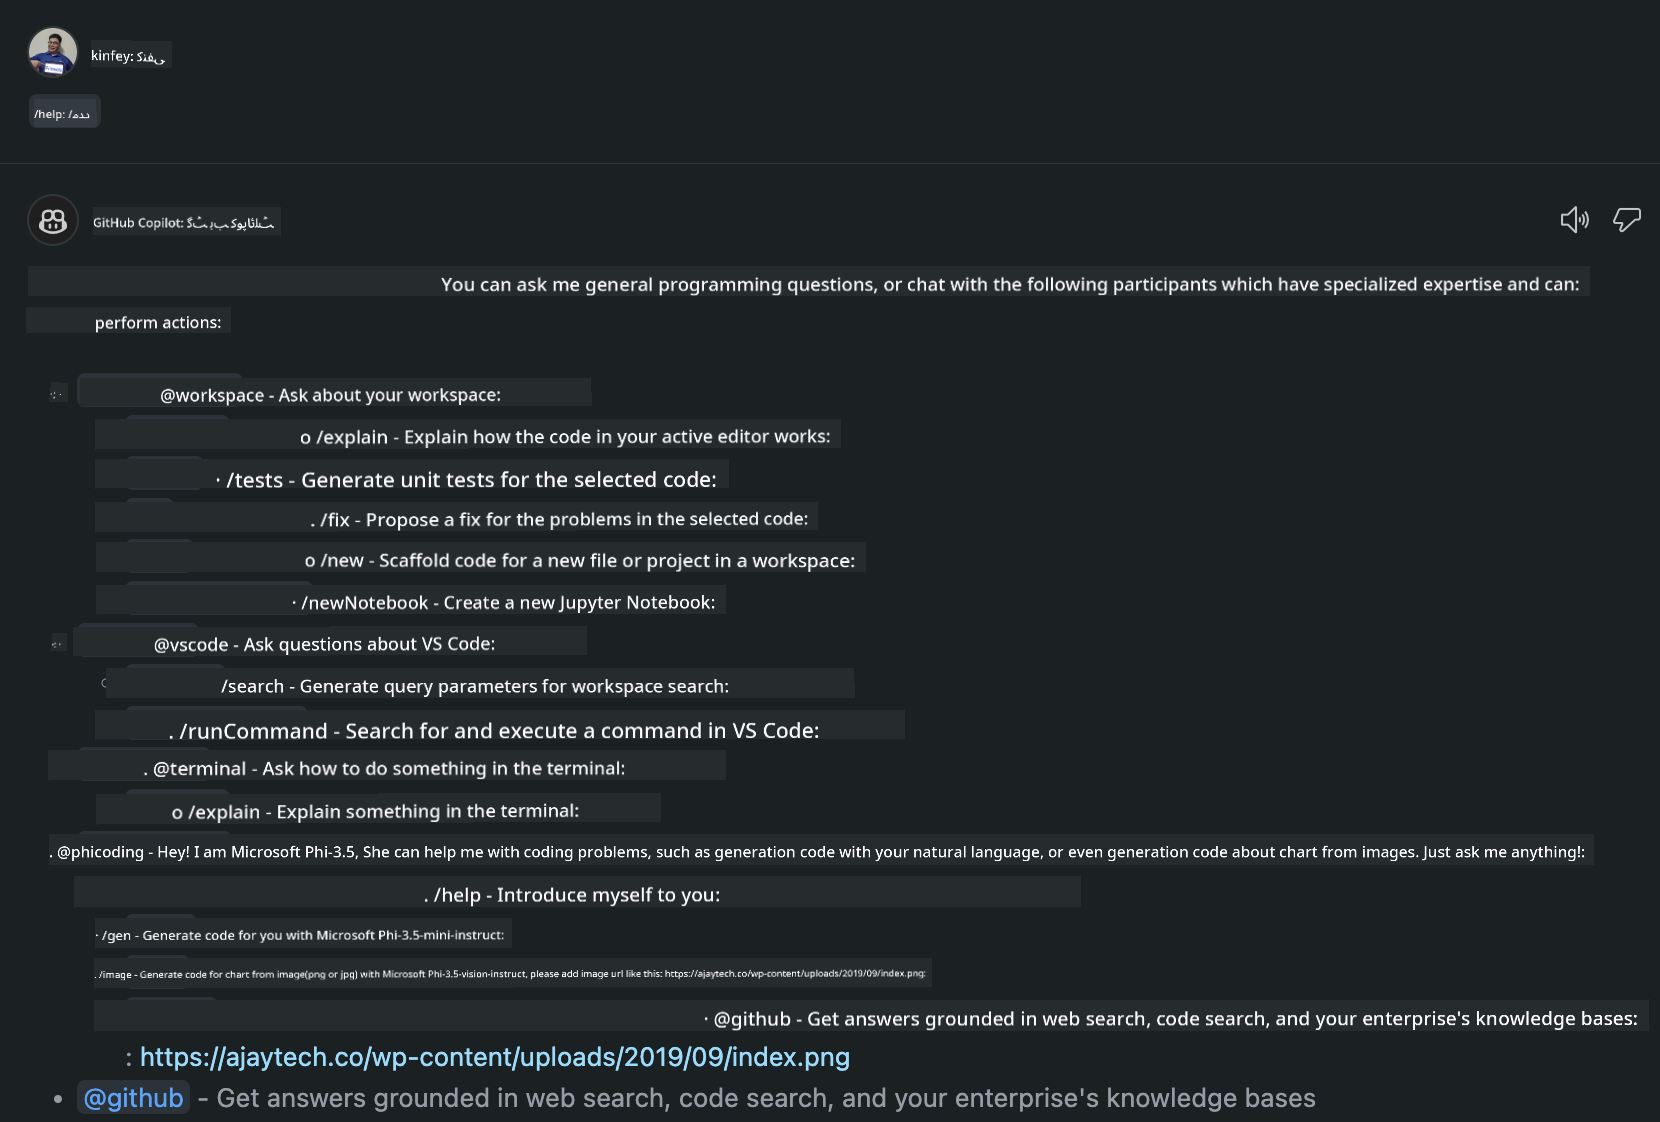 kinfey: کفني
/help: /مدد
GitHub Copilot:
You can ask me general programming questions, or chat with the following participants which have specialized expertise and can:
perform actions:
@workspace - Ask about your workspace:
o /explain - Explain how the code in your active editor works:
· /tests - Generate unit tests for the selected code:
. /fix - Propose a fix for the problems in the selected code:
o /new - Scaffold code for a new file or project in a workspace:
· /newNotebook - Create a new Jupyter Notebook:
@vscode - Ask questions about VS Code:
/search - Generate query parameters for workspace search:
. /runCommand - Search for and execute a command in VS Code:
. @terminal - Ask how to do something in the terminal:
o /explain - Explain something in the terminal:
. @phicoding - Hey! I am Microsoft Phi-3.5, She can help me with coding problems, such as generation code with your natural language, or even generation code about chart from images. Just ask me anything!:
. /help - Introduce myself to you:
· /gen - Generate code for you with Microsoft Phi-3.5-mini-instruct:
. /image - Generate code for chart from image(png or jpg) with Microsoft Phi-3.5-vision-instruct, please add image url like this: https://ajaytech.co/wp-content/uploads/2019/09/index.png:
· @github - Get answers grounded in web search, code search, and your enterprise's knowledge bases:
: https://ajaytech.co/wp-content/uploads/2019/09/index.png
• @github - Get answers grounded in web search, code search, and your enterprise's knowledge bases